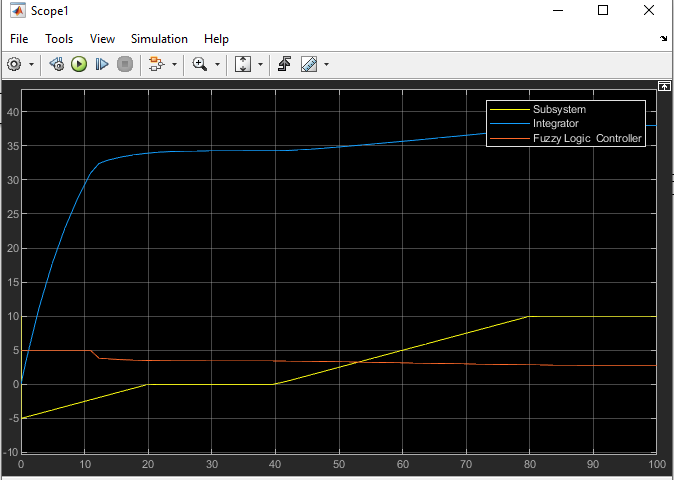 Scope1
File Tools View Simulation Help
Subsystem
Integrator
Fuzzy Logic Controller
40
35
30
25
20
15
10
5
0
-5
-10
0 10 20 30 40 50 60 70 80 90 100